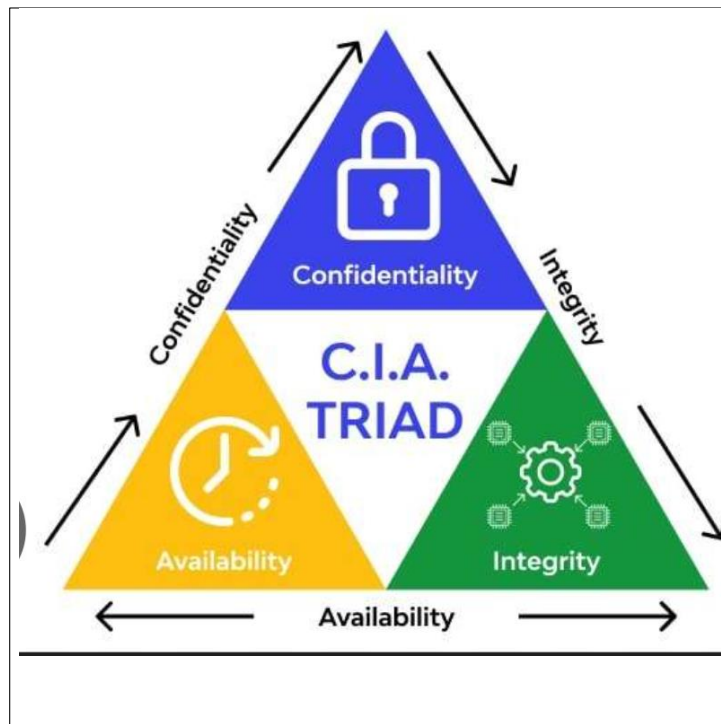 Confidentiality
Confidentiality
Integrity
C.I.A.
TRIAD
Availability
Integrity
Availability